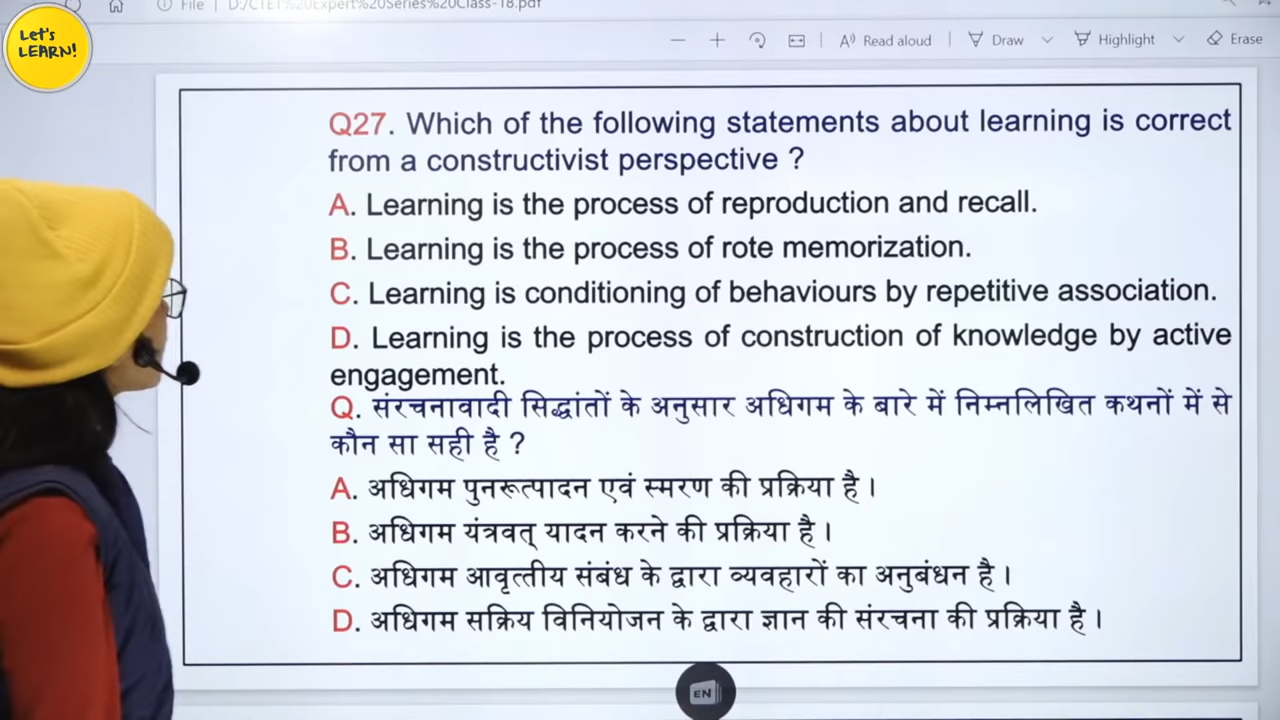 Let's
LEARN!
File | D:/CTET%20Expert%20Series%20Class-18.pdf
Read aloud Draw Highlight Erase
Q27. Which of the following statements about learning is correct
from a constructivist perspective ?
A. Learning is the process of reproduction and recall.
B. Learning is the process of rote memorization.
C. Learning is conditioning of behaviours by repetitive association.
D. Learning is the process of construction of knowledge by active
engagement.
Q. संरचनावादी सिद्धांतों के अनुसार अधिगम के बारे में निम्नलिखित कथनों में से
कौन सा सही है ?
A. अधिगम पुनरूत्पादन एवं स्मरण की प्रक्रिया है।
B. अधिगम यंत्रवत् यादन करने की प्रक्रिया है।
C. अधिगम आवृत्तीय संबंध के द्वारा व्यवहारों का अनुबंधन है।
D. अधिगम सक्रिय विनियोजन के द्वारा ज्ञान की संरचना की प्रक्रिया है।
EN